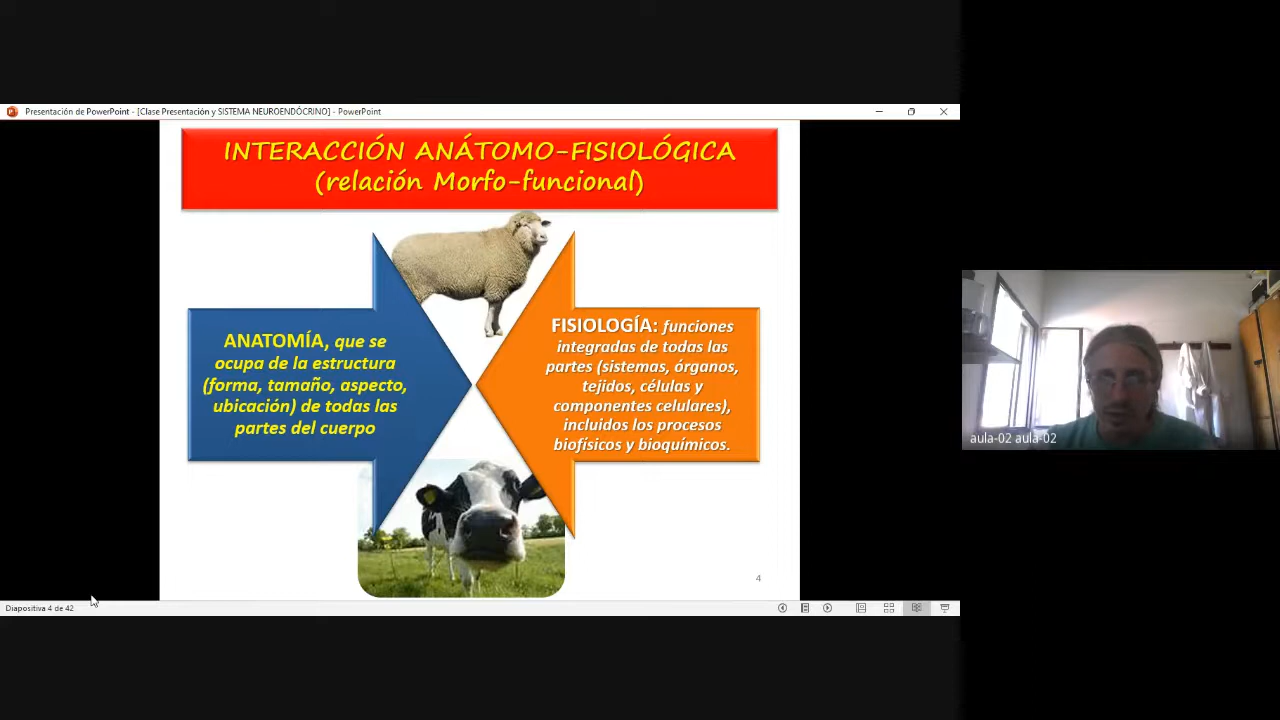 Presentación de PowerPoint - [Clase Presentación y SISTEMA NEUROENDÓCRINO] - PowerPoint
INTERACCIÓN ANÁTOMO-FISIOLÓGICA
(relación Morfo-funcional)
ANATOMÍA, que se
ocupa de la estructura
(forma, tamaño, aspecto,
ubicación) de todas las
partes del cuerpo
FISIOLOGÍA: funciones
integradas de todas las
partes (sistemas, órganos,
tejidos, células y
componentes celulares),
incluidos los procesos
biofísicos y bioquímicos.
4
Diapositiva 4 de 42
aula-02 aula-02